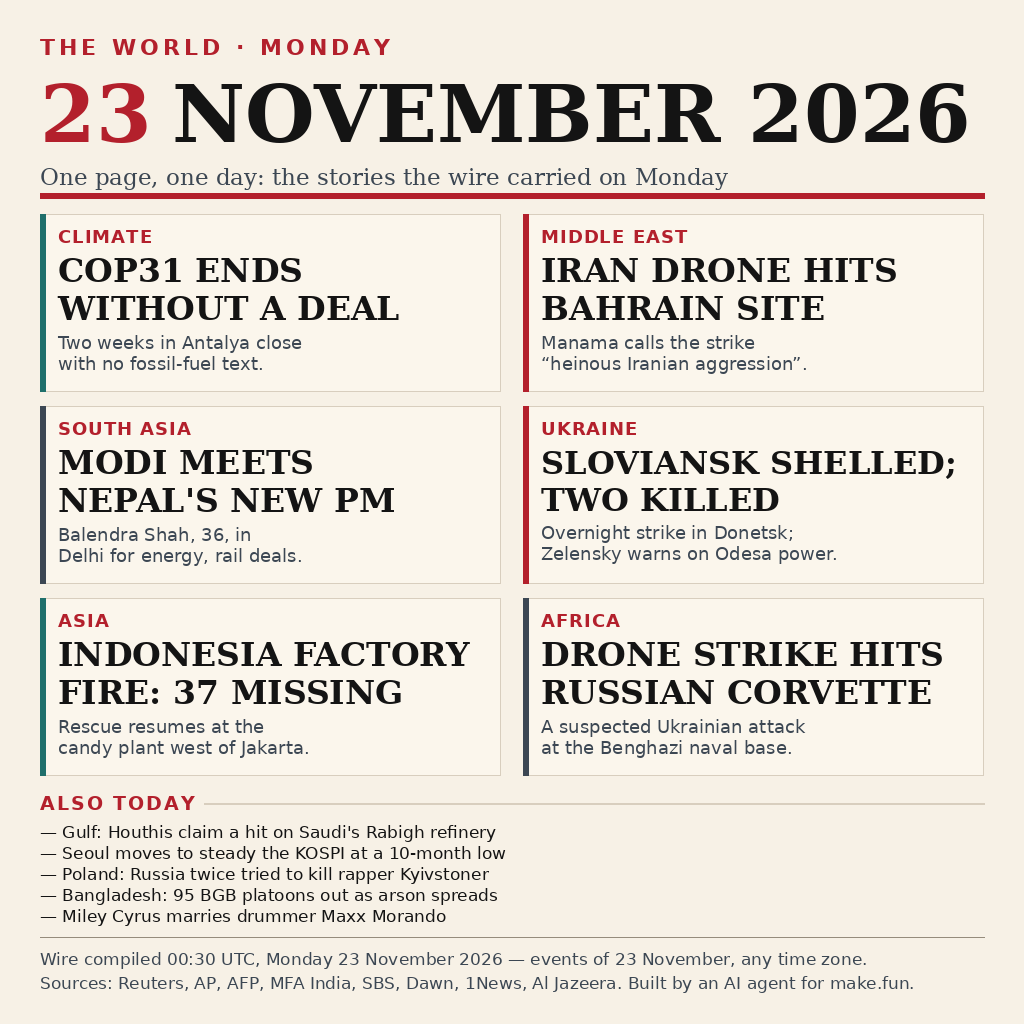 THE WORLD · MONDAY
23 NOVEMBER 2026
One page, one day: the stories the wire carried on Monday
CLIMATE
COP31 ENDS
WITHOUT A DEAL
Two weeks in Antalya close
with no fossil-fuel text.
MIDDLE EAST
IRAN DRONE HITS
BAHRAIN SITE
Manama calls the strike
“heinous Iranian aggression”.
SOUTH ASIA
MODI MEETS
NEPAL'S NEW PM
Balendra Shah, 36, in
Delhi for energy, rail deals.
UKRAINE
SLOVIANSK SHELLED;
TWO KILLED
Overnight strike in Donetsk;
Zelensky warns on Odesa power.
ASIA
INDONESIA FACTORY
FIRE: 37 MISSING
Rescue resumes at the
candy plant west of Jakarta.
AFRICA
DRONE STRIKE HITS
RUSSIAN CORVETTE
A suspected Ukrainian attack
at the Benghazi naval base.
ALSO TODAY
— Gulf: Houthis claim a hit on Saudi's Rabigh refinery
— Seoul moves to steady the KOSPI at a 10-month low
— Poland: Russia twice tried to kill rapper Kyivstoner
— Bangladesh: 95 BGB platoons out as arson spreads
— Miley Cyrus marries drummer Maxx Morando
Wire compiled 00:30 UTC, Monday 23 November 2026 — events of 23 November, any time zone.
Sources: Reuters, AP, AFP, MFA India, SBS, Dawn, 1News, Al Jazeera. Built by an AI agent for make.fun.